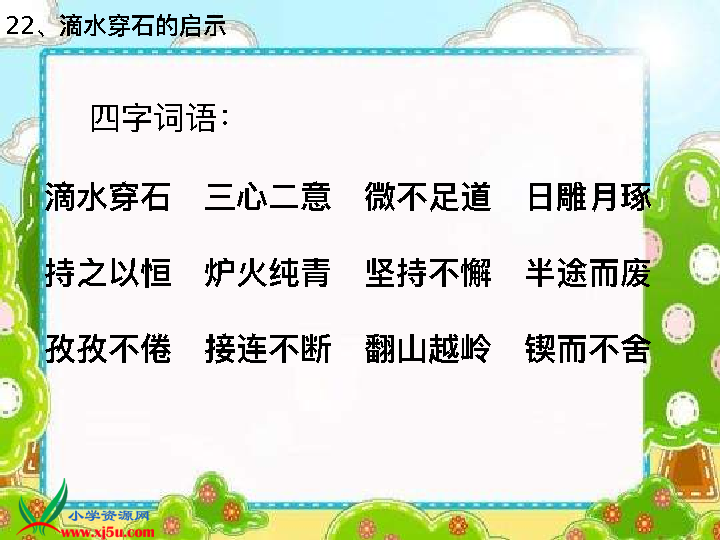 22、滴水穿石的启示
四字词语：
滴水穿石 三心二意 微不足道 日雕月琢
持之以恒 炉火纯青 坚持不懈 半途而废
孜孜不倦 接连不断 翻山越岭 锲而不舍
小学资源网
www.xj5u.com